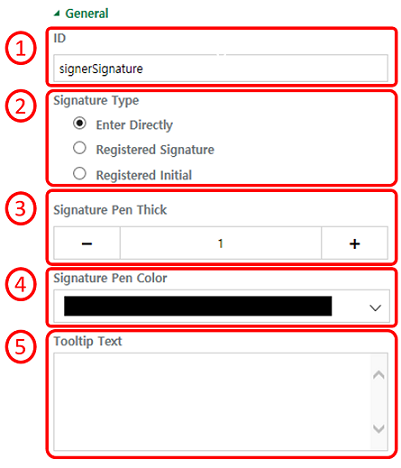 General
1
ID
signerSignature
2
Signature Type
Enter Directly
Registered Signature
Registered Initial
3
Signature Pen Thick
− 1 +
4
Signature Pen Color
5
Tooltip Text